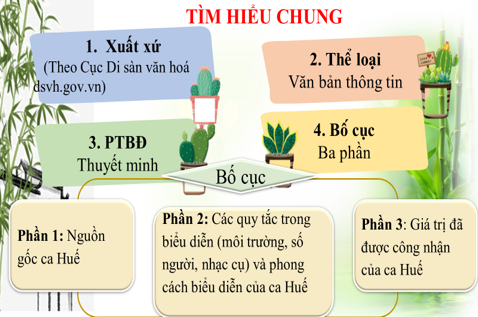 TÌM HIỂU CHUNG
1. Xuất xứ
(Theo Cục Di sản văn hoá
dsvh.gov.vn)
2. Thể loại
Văn bản thông tin
3. PTBĐ
Thuyết minh
4. Bố cục
Ba phần
Bố cục
Phần 1: Nguồn
gốc ca Huế
Phần 2: Các quy tắc trong
biểu diễn (môi trường, số
người, nhạc cụ) và phong
cách biểu diễn của ca Huế
Phần 3: Giá trị đã
được công nhận
của ca Huế